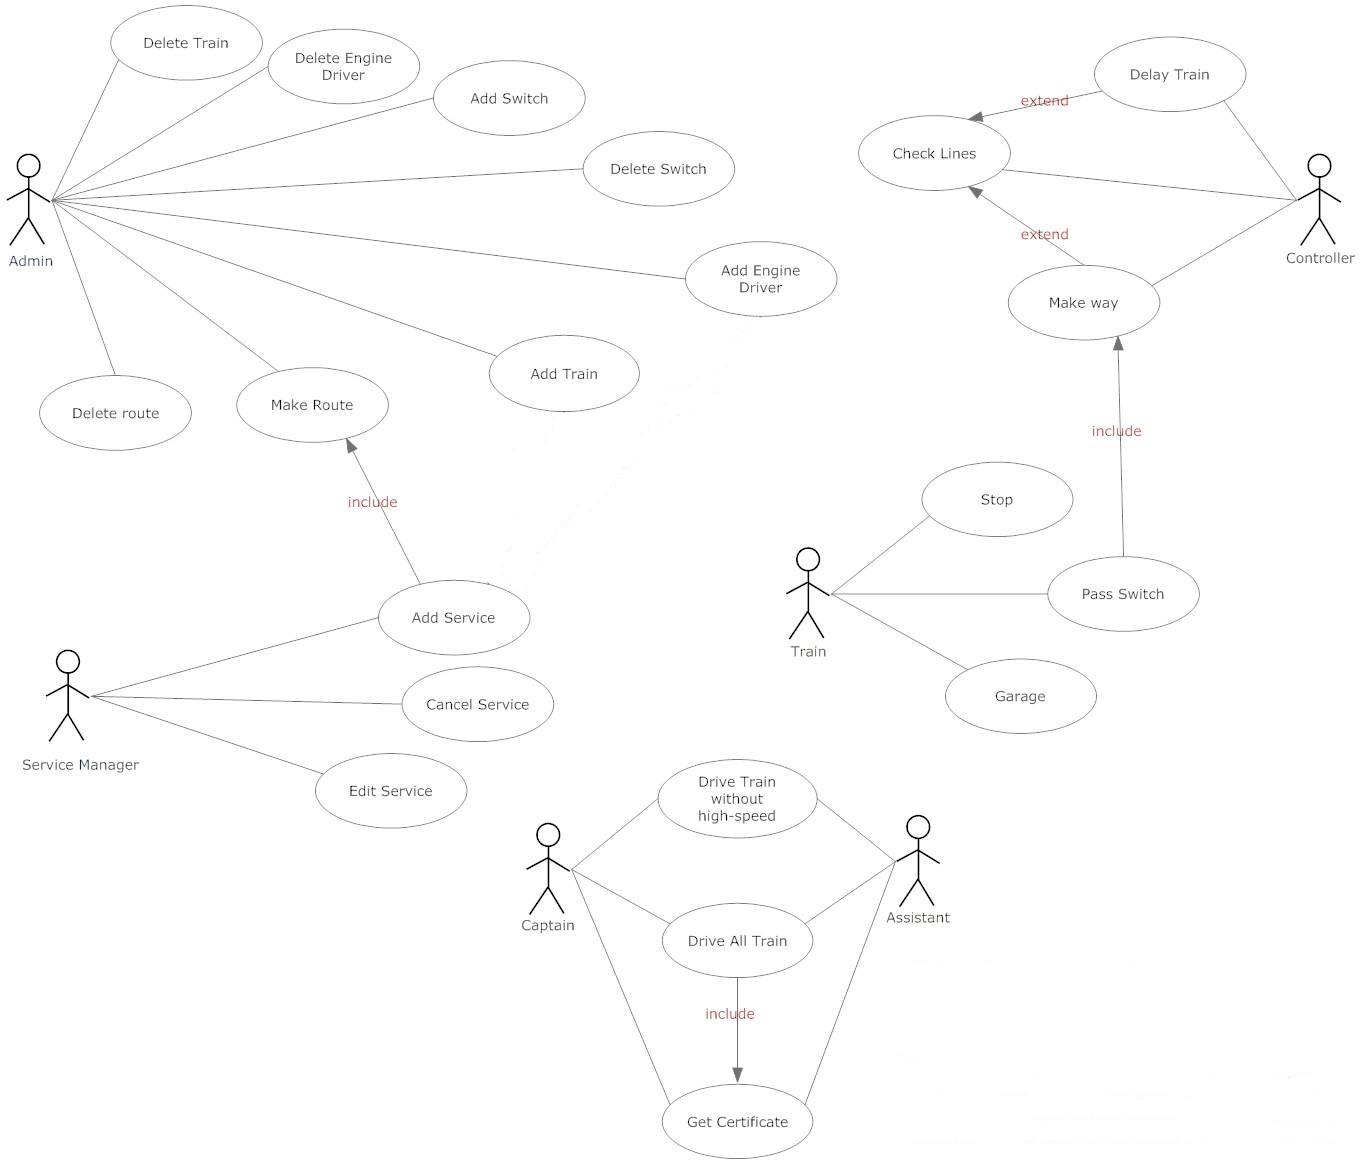 Delete Train
Delete Engine
Driver
Add Switch
Delete Switch
Add Engine
Driver
Add Train
Make Route
Delete route
Admin
include
Add Service
Cancel Service
Edit Service
Service Manager
Delay Train
extend
Check Lines
extend
Make way
Controller
include
Stop
Pass Switch
Garage
Train
Drive Train
without
high-speed
Captain
Assistant
Drive All Train
include
Get Certificate